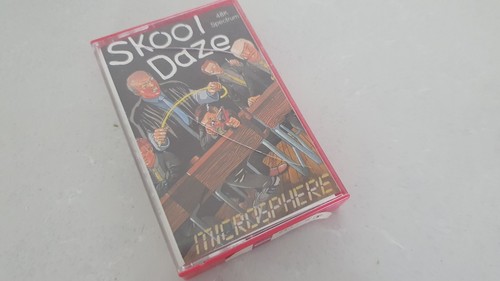 Skool
Daze
48K
Spectrum
MICROSPHERE